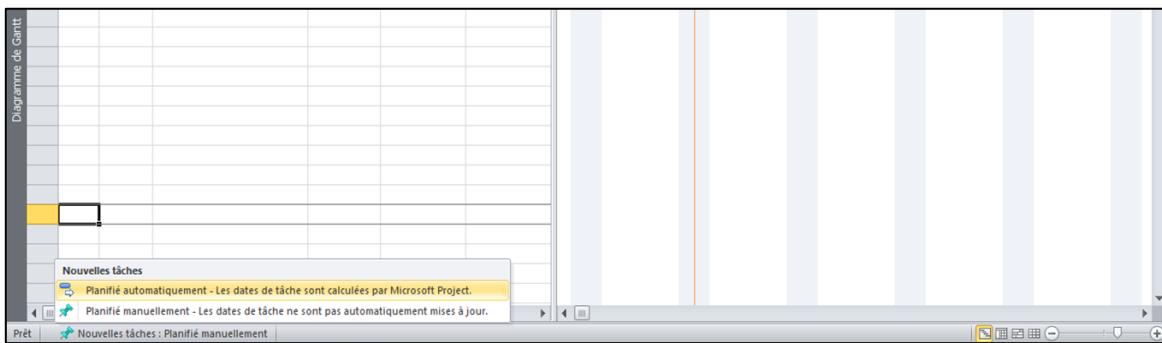 Diagramme de Gantt
Nouvelles tâches
Planifié automatiquement - Les dates de tâche sont calculées par Microsoft Project.
Planifié manuellement - Les dates de tâche ne sont pas automatiquement mises à jour.
Prêt
Nouvelles tâches : Planifié manuellement